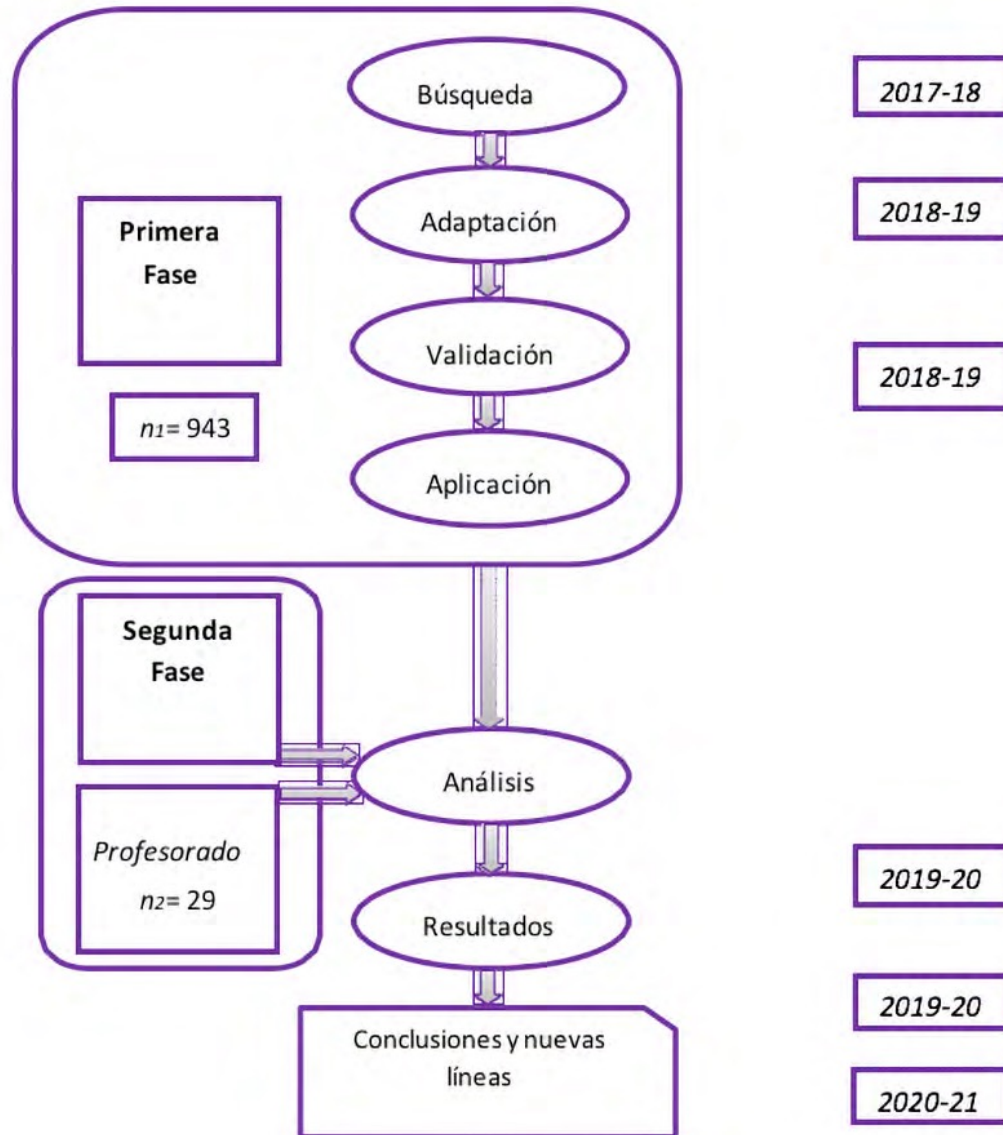 Búsqueda
2017-18
Adaptación
2018-19
Primera
Fase
Validación
2018-19
n1= 943
Aplicación
Segunda
Fase
Análisis
Profesorado
n2= 29
2019-20
Resultados
2019-20
Conclusiones y nuevas
líneas
2020-21